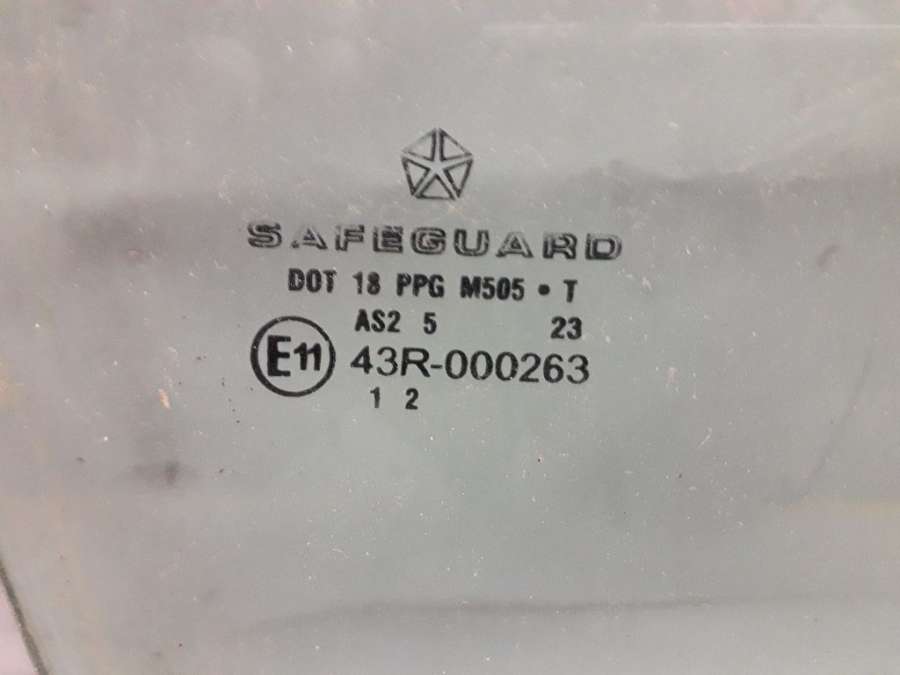 SAFEGUARD
DOT 18 PPG M505 • T
AS2 5 23
E11 43R-000263
1 2